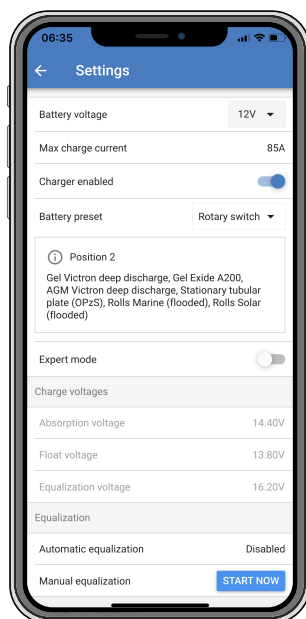 06:35
Settings
Battery voltage 12V
Max charge current 85A
Charger enabled
Battery preset Rotary switch
Position 2
Gel Victron deep discharge, Gel Exide A200,
AGM Victron deep discharge, Stationary tubular
plate (OPzS), Rolls Marine (flooded), Rolls Solar
(flooded)
Expert mode
Charge voltages
Absorption voltage 14.40V
Float voltage 13.80V
Equalization voltage 16.20V
Equalization
Automatic equalization Disabled
Manual equalization START NOW